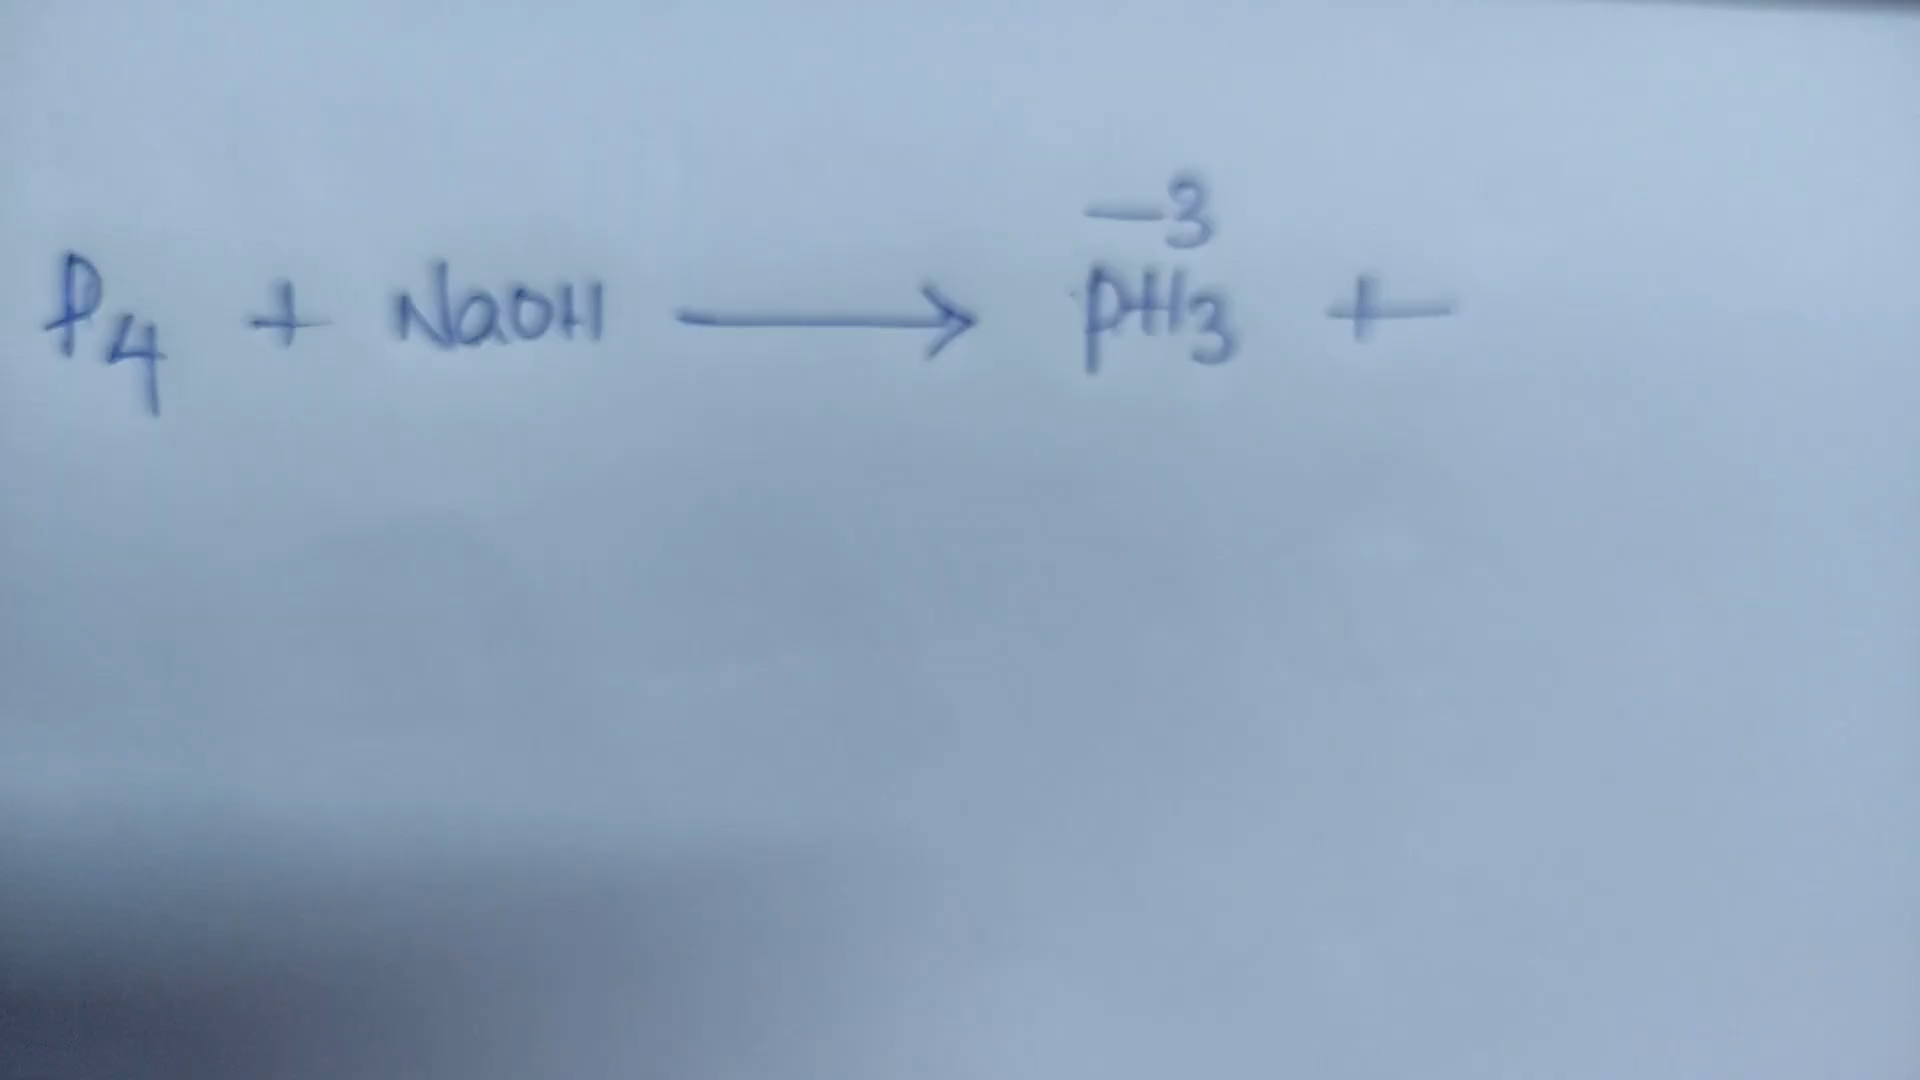 -3
P4 + NaOH ⟶ PH3 +